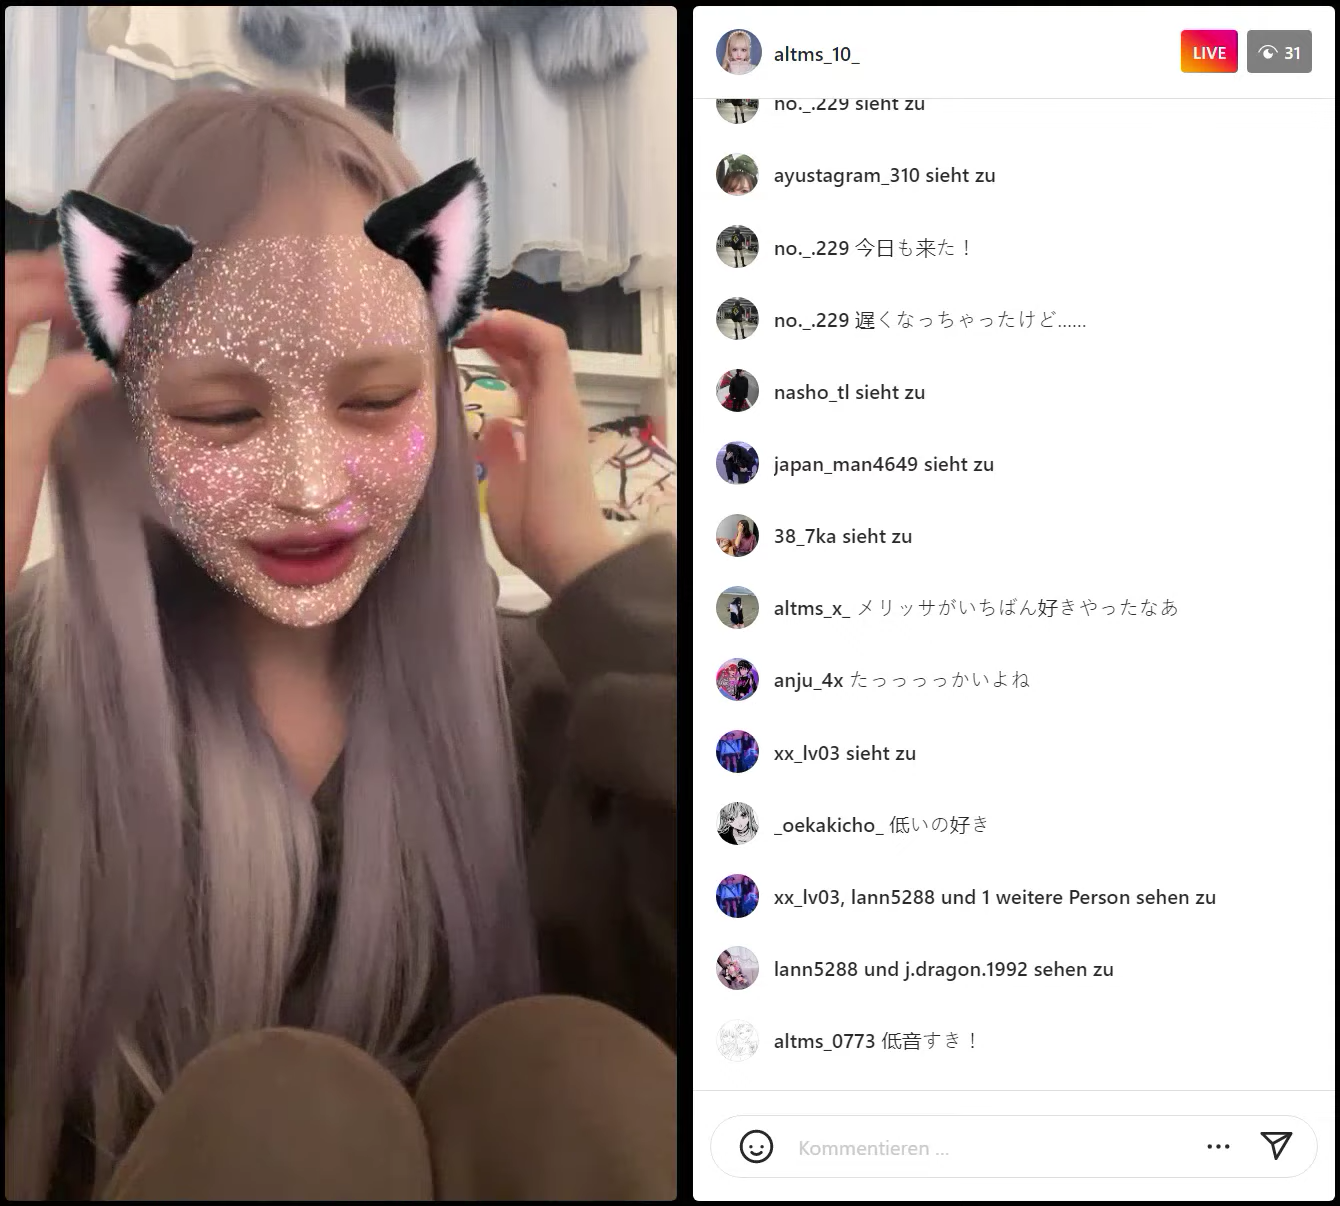 altms_10_
LIVE
31
no._.229 sieht zu
ayustagram_310 sieht zu
no._.229 今日も来た！
no._.229 遅くなっちゃったけど......
nasho_tl sieht zu
japan_man4649 sieht zu
38_7ka sieht zu
altms_x_ メリッサがいちばん好きやったなあ
anju_4x たっっっっかいよね
xx_lv03 sieht zu
_oekakicho_ 低いの好き
xx_lv03, lann5288 und 1 weitere Person sehen zu
lann5288 und j.dragon.1992 sehen zu
altms_0773 低音すき！
Kommentieren ...